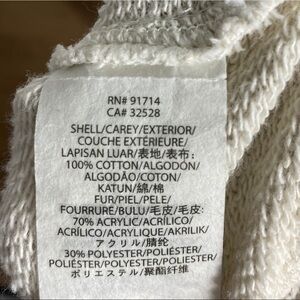 RN# 91714
CA# 32528
SHELL/CAREY/EXTERIOR/
COUCHE EXTÉRIEURE/
LAPISAN LUAR/表地/表布:
100% COTTON/ALGODÓN/
ALGODÃO/COTON/
KATUN/綿/棉
FUR/PIEL/PELE/
FOURRURE/BULU/毛皮/毛皮:
70% ACRYLIC/ACRÍLICO/
ACRÍLICO/ACRYLIQUE/AKRILIK/
アクリル/腈纶
30% POLYESTER/POLIÉSTER/
POLIÉSTER/POLYESTER/POLIESTER/
ポリエステル/聚酯纤维